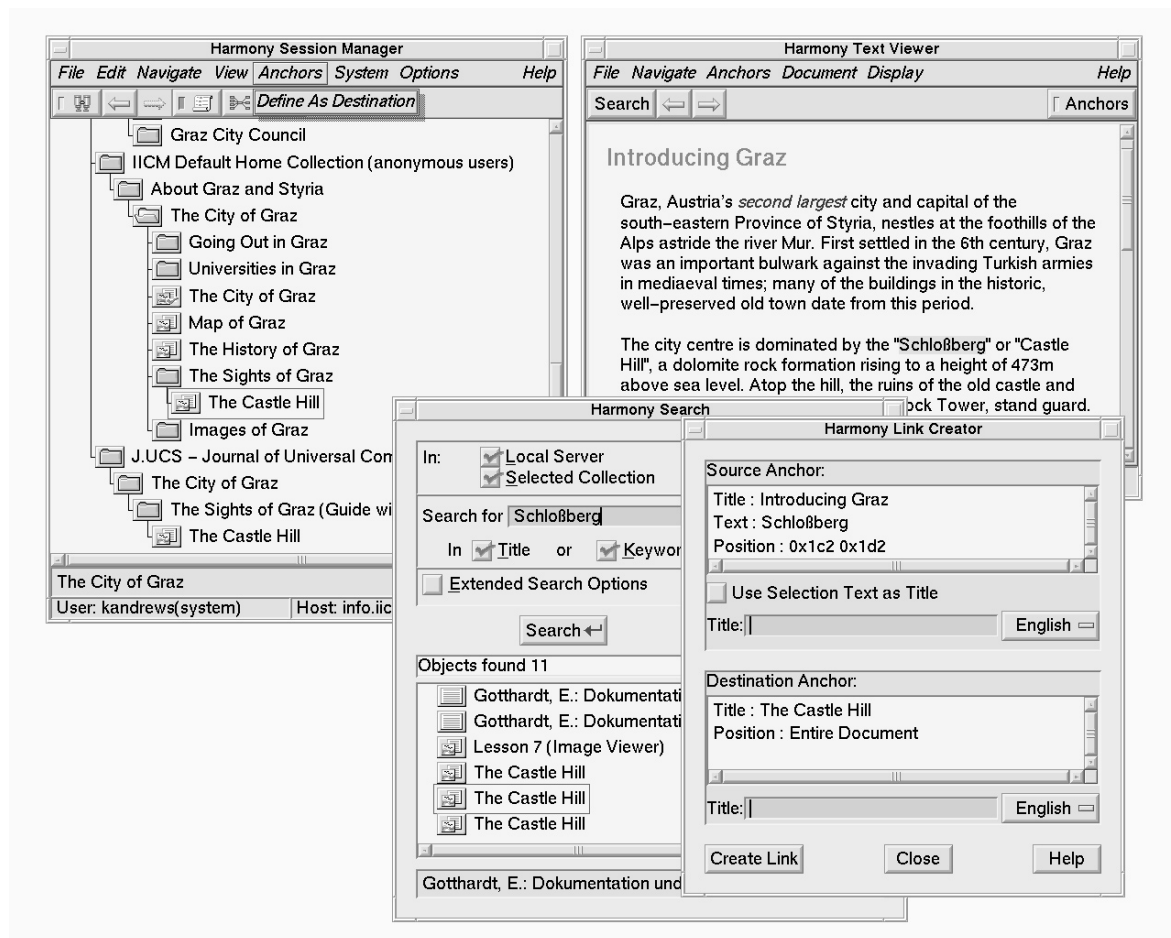 Harmony Session Manager
File Edit Navigate View Anchors System Options Help
Define As Destination
Graz City Council
IICM Default Home Collection (anonymous users)
About Graz and Styria
The City of Graz
Going Out in Graz
Universities in Graz
The City of Graz
Map of Graz
The History of Graz
The Sights of Graz
The Castle Hill
Images of Graz
J.UCS – Journal of Universal Com
The City of Graz
The Sights of Graz (Guide wi
The Castle Hill
The City of Graz
User: kandrews(system) Host: info.iic
Harmony Text Viewer
File Navigate Anchors Document Display Help
Search Anchors
Introducing Graz
Graz, Austria's second largest city and capital of the
south–eastern Province of Styria, nestles at the foothills of the
Alps astride the river Mur. First settled in the 6th century, Graz
was an important bulwark against the invading Turkish armies
in mediaeval times; many of the buildings in the historic,
well–preserved old town date from this period.
The city centre is dominated by the "Schloßberg" or "Castle
Hill", a dolomite rock formation rising to a height of 473m
above sea level. Atop the hill, the ruins of the old castle and
ock Tower, stand guard.
Harmony Search
In: Local Server
Selected Collection
Search for Schloßberg
In Title or Keywor
Extended Search Options
Search
Objects found 11
Gotthardt, E.: Dokumentati
Gotthardt, E.: Dokumentati
Lesson 7 (Image Viewer)
The Castle Hill
The Castle Hill
The Castle Hill
Gotthardt, E.: Dokumentation und
Harmony Link Creator
Source Anchor:
Title : Introducing Graz
Text : Schloßberg
Position : 0x1c2 0x1d2
Use Selection Text as Title
Title: English
Destination Anchor:
Title : The Castle Hill
Position : Entire Document
Title: English
Create Link Close Help